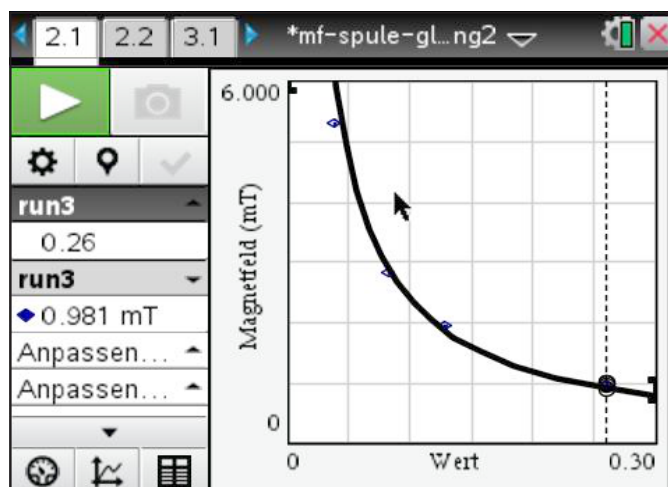 2.1 2.2 3.1 *mf-spule-gl...ng2
run3
0.26
run3
0.981 mT
Anpassen...
Anpassen...
6.000
Magnetfeld (mT)
0
0 Wert 0.30